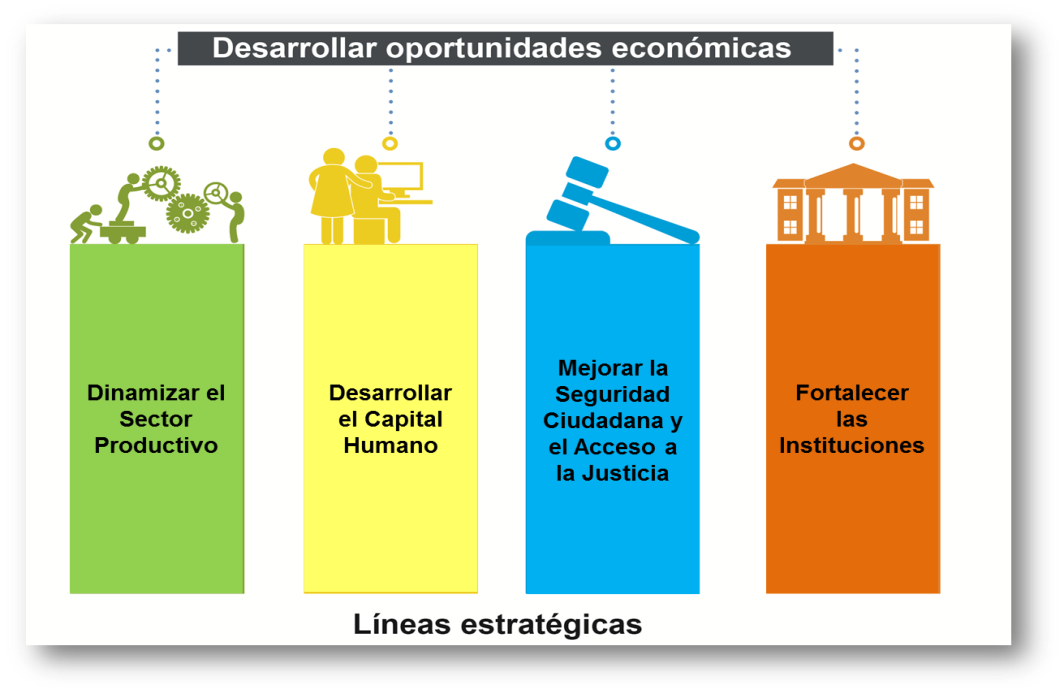 Desarrollar oportunidades económicas
Dinamizar el
Sector
Productivo
Desarrollar
el Capital
Humano
Mejorar la
Seguridad
Ciudadana y
el Acceso a
la Justicia
Fortalecer
las
Instituciones
Líneas estratégicas